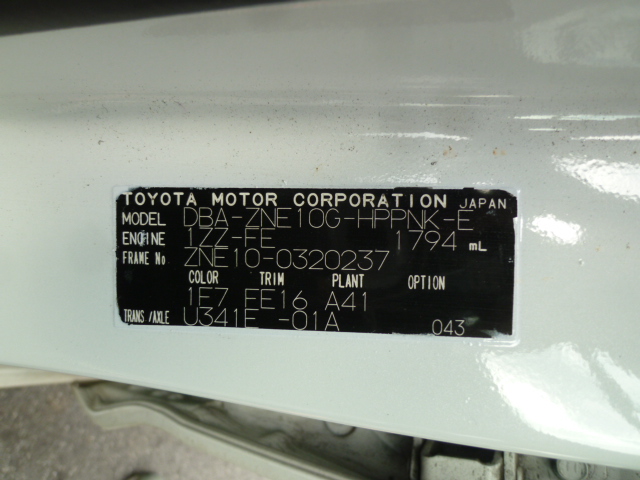 TOYOTA MOTOR CORPORATION JAPAN
MODEL DBA-ZNE10G-HPPNK-E
ENGINE 1ZZ-FE 1794 mL
FRAME No ZNE10-0320237
COLOR TRIM PLANT OPTION
1E7 FE16 A41
TRANS/AXLE U341E -01A 043